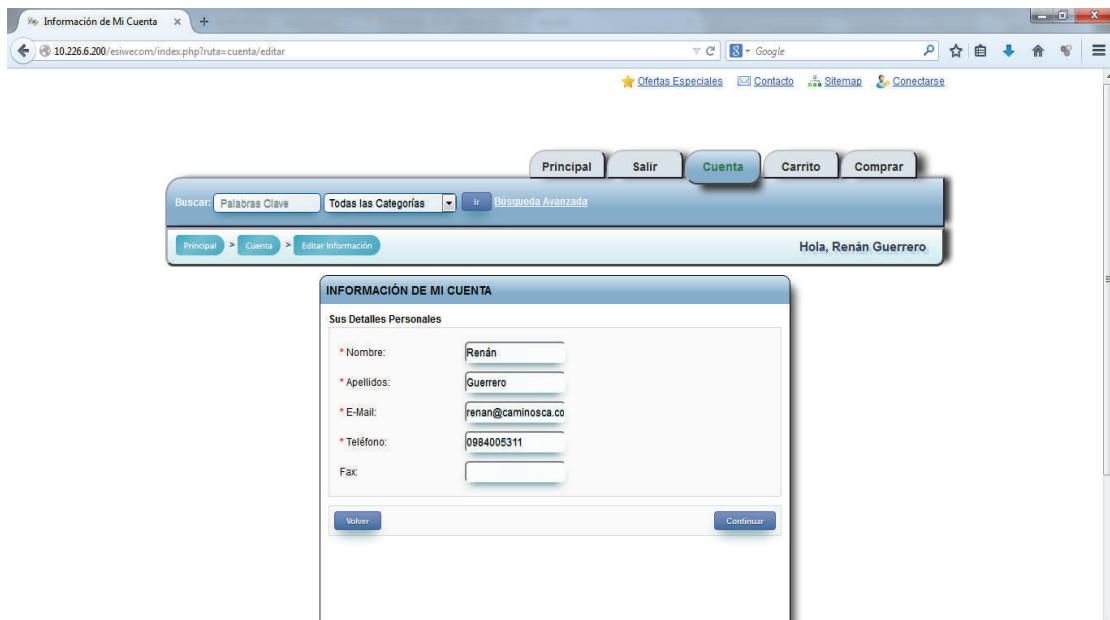 Información de Mi Cuenta
10.226.6.200/esiwecom/index.php?ruta=cuenta/editar
Google
Ofertas Especiales Contacto Sitemap Conectarse
Principal Salir Cuenta Carrito Comprar
Buscar: Palabras Clave Todas las Categorías Ir Búsqueda Avanzada
Principal > Cuenta > Editar Información Hola, Renán Guerrero
INFORMACIÓN DE MI CUENTA
Sus Detalles Personales
* Nombre: Renán
* Apellidos: Guerrero
* E-Mail: renan@caminosca.co
* Teléfono: 0984005311
Fax:
Volver Continuar